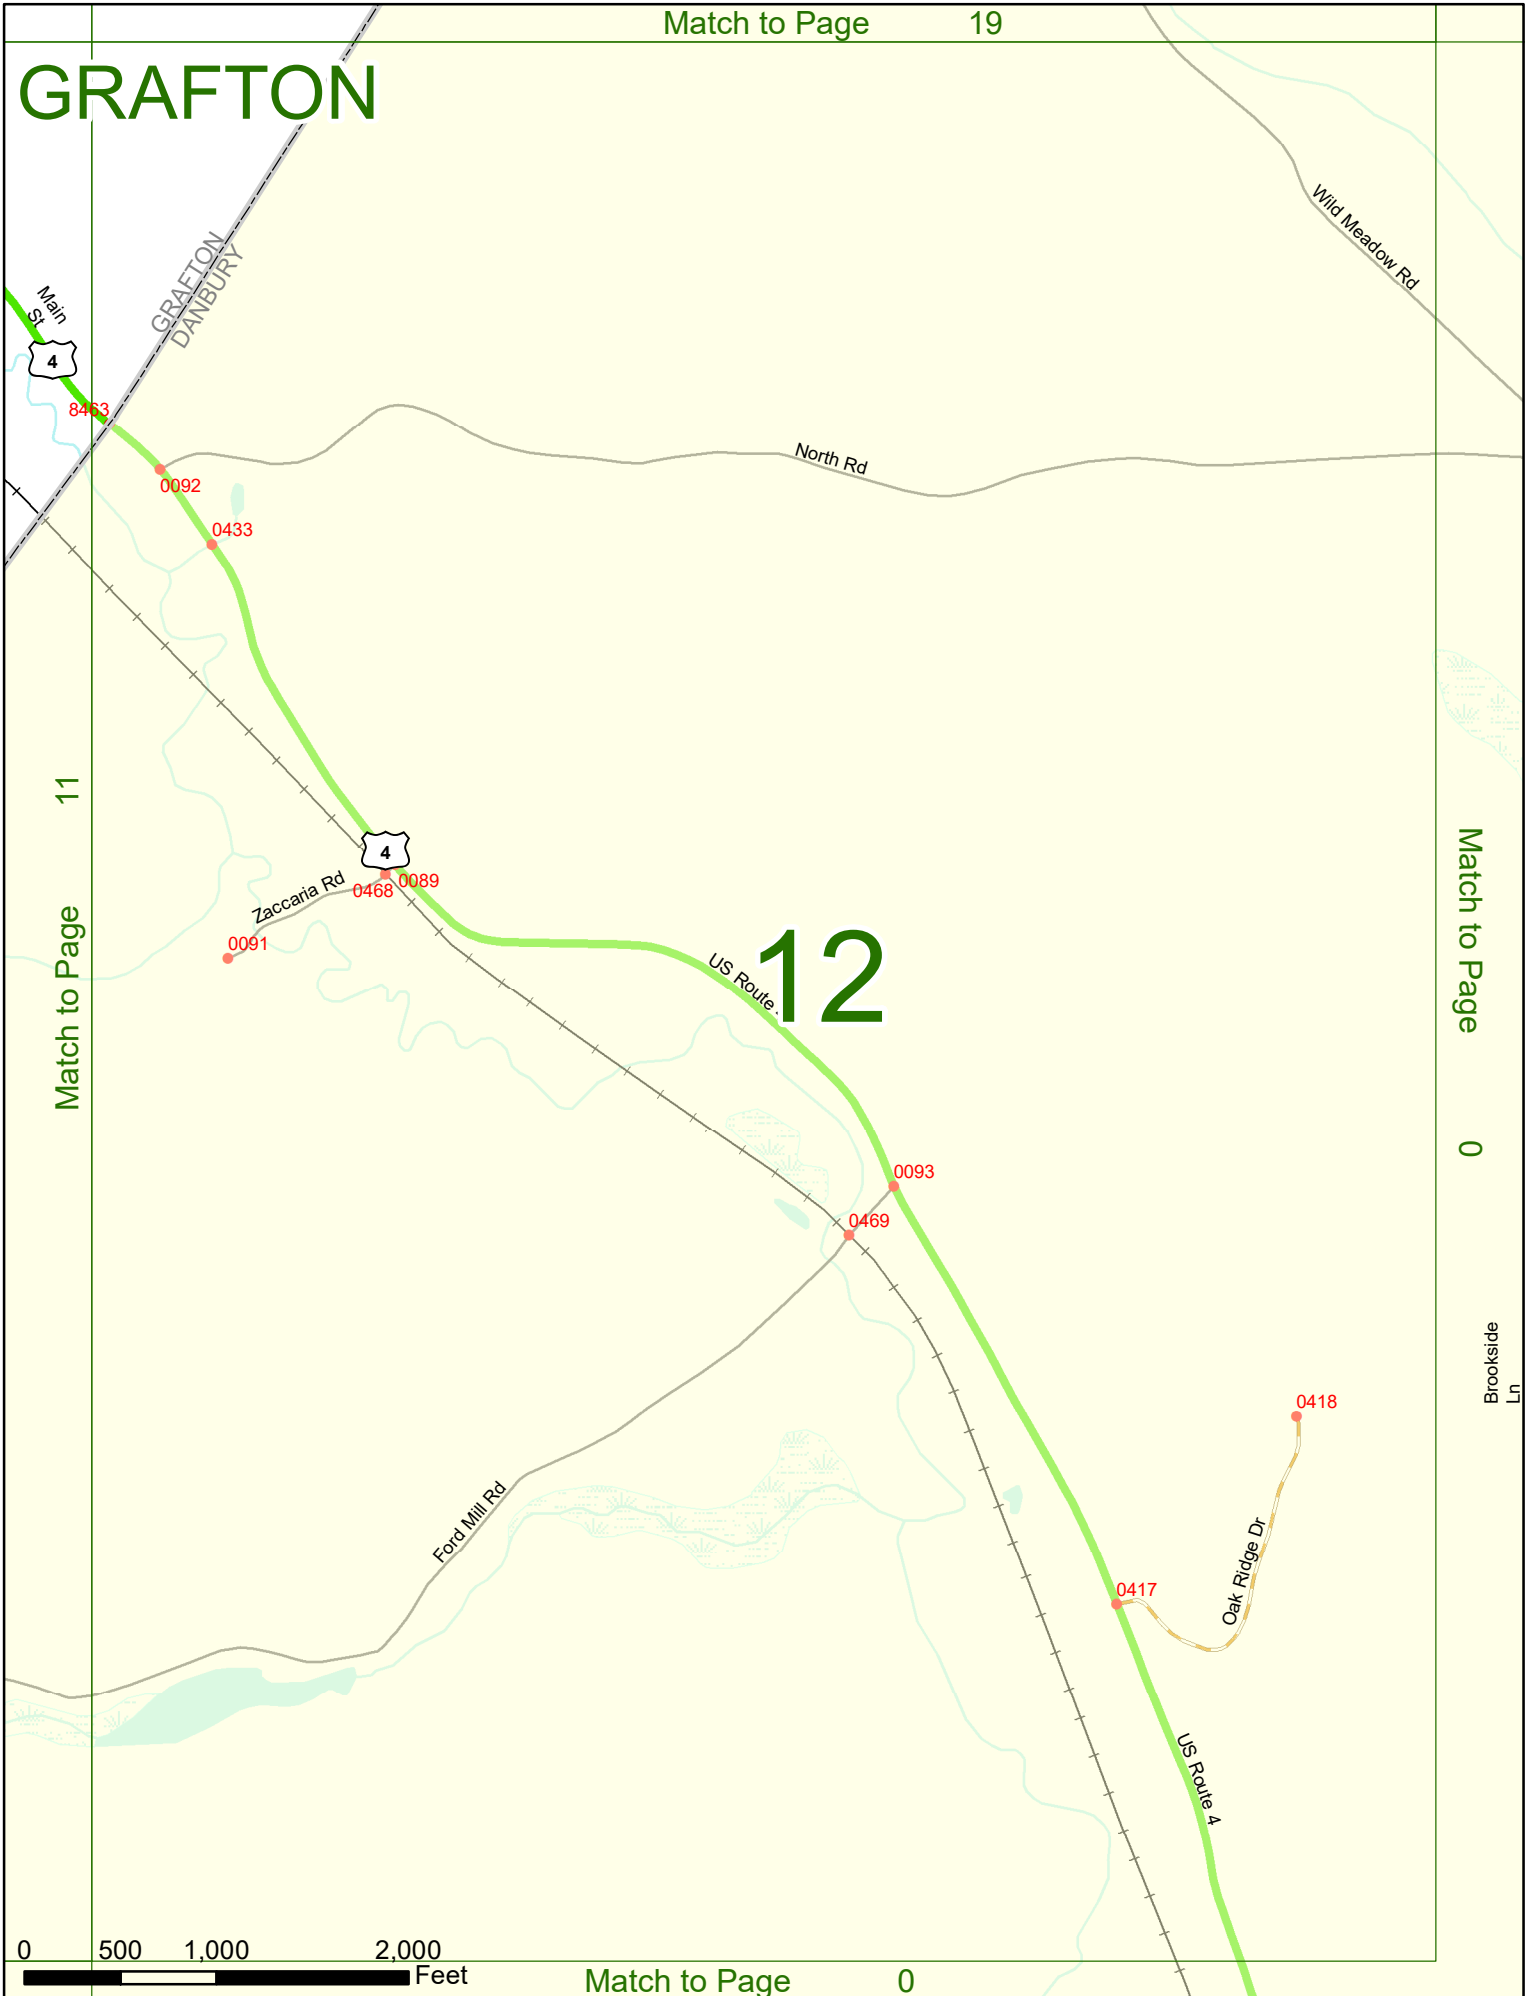 Match to Page 19
GRAFTON
Wild Meadow Rd
GRAFTON
DANBURY
Main
St
4
8463
North Rd
0092
0433
11
Match to Page
4
0468
0089
Zaccaria Rd
0091
12
US Route
Match to Page
0
0093
0469
Brookside
Ln
0418
Ford Mill Rd
Oak Ridge Dr
0417
US Route 4
0 500 1,000 2,000
Feet
Match to Page 0